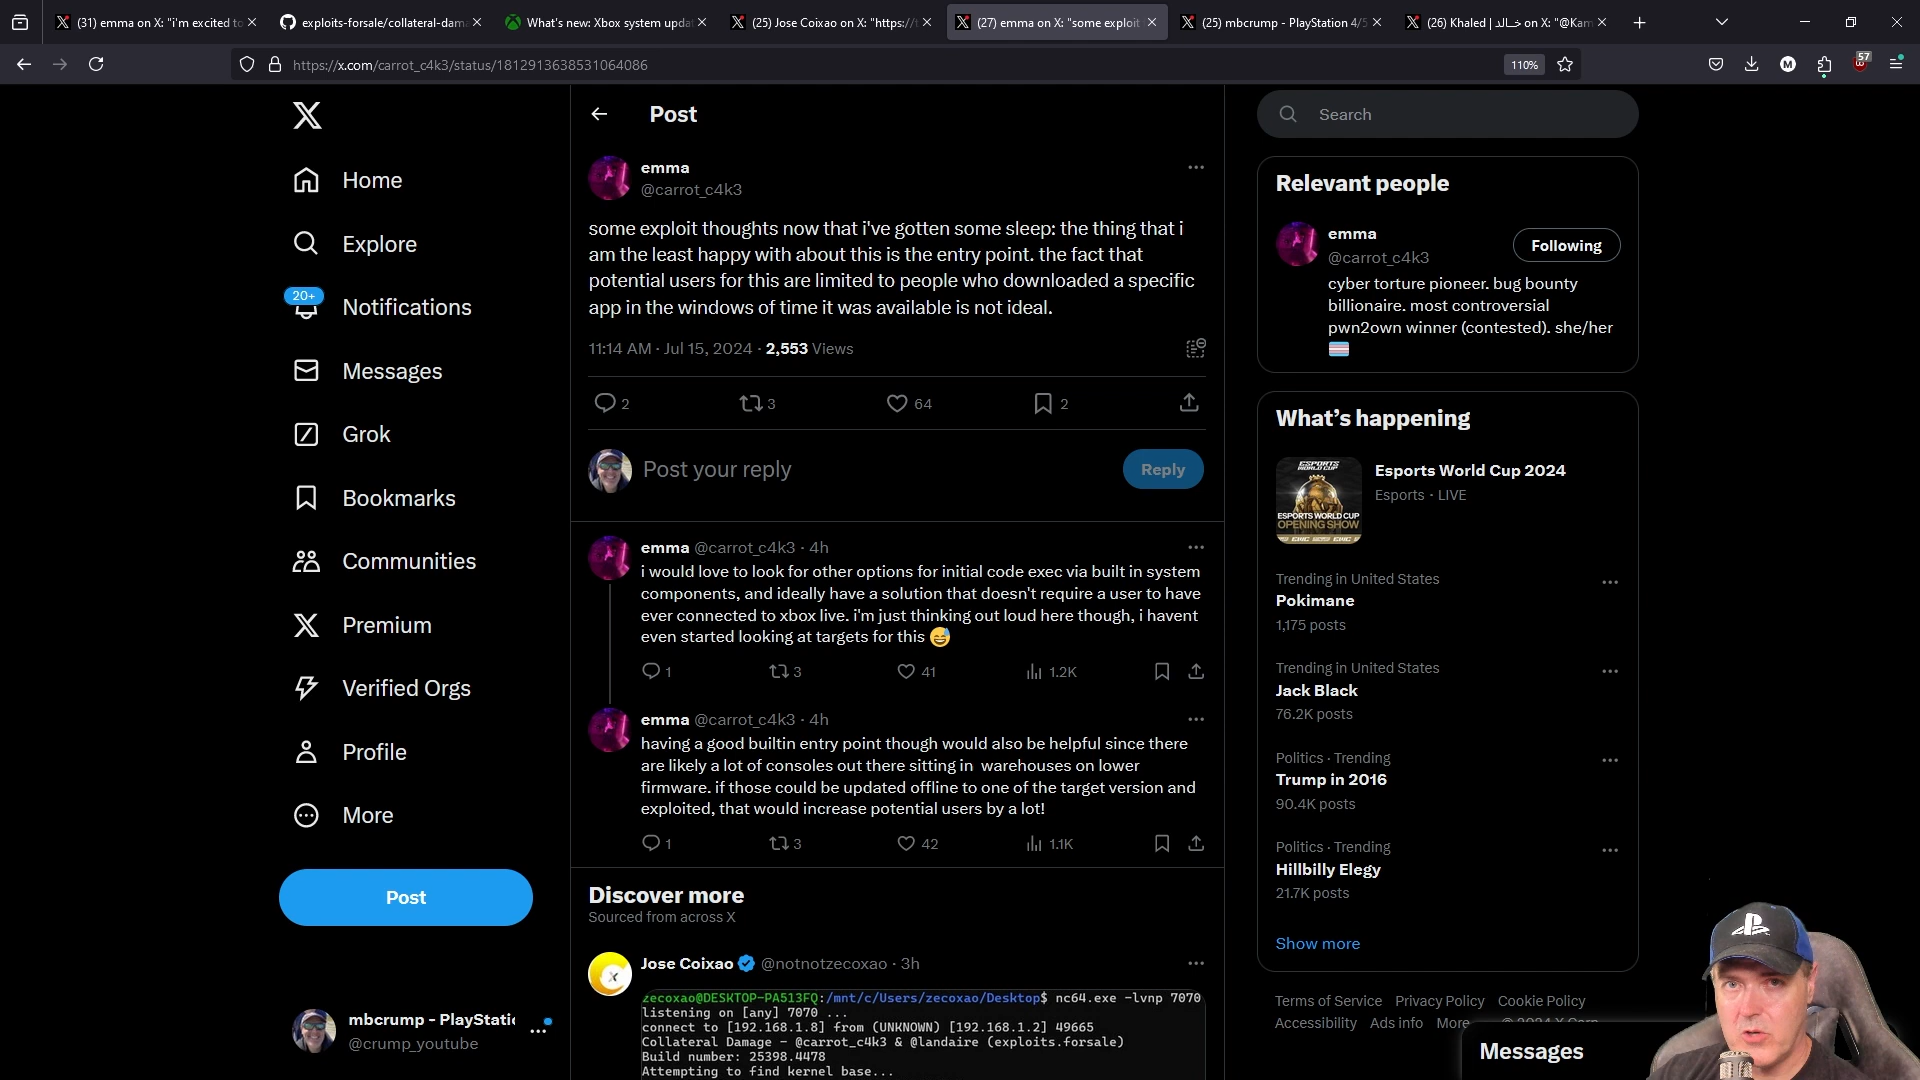 (31) emma on X: "i'm excited to
exploits-forsale/collateral-dam
What's new: Xbox system upda
(25) Jose Coixao on X: "https://
(27) emma on X: "some exploit
(25) mbcrump - PlayStation 4/5
(26) Khaled | خالد on X: "@Kam
https://x.com/carrot_c4k3/status/1812913638531064086
110%
M
57
Home
Explore
20+
Notifications
Messages
Grok
Bookmarks
Communities
Premium
Verified Orgs
Profile
More
Post
mbcrump - PlayStatic
@crump_youtube
Post
emma
@carrot_c4k3
some exploit thoughts now that i've gotten some sleep: the thing that i
am the least happy with about this is the entry point. the fact that
potential users for this are limited to people who downloaded a specific
app in the windows of time it was available is not ideal.
11:14 AM · Jul 15, 2024 · 2,553 Views
2
3
64
2
Post your reply
Reply
emma @carrot_c4k3 · 4h
i would love to look for other options for initial code exec via built in system
components, and ideally have a solution that doesn't require a user to have
ever connected to xbox live. i'm just thinking out loud here though, i havent
even started looking at targets for this 😅
1
3
41
1.2K
emma @carrot_c4k3 · 4h
having a good builtin entry point though would also be helpful since there
are likely a lot of consoles out there sitting in warehouses on lower
firmware. if those could be updated offline to one of the target version and
exploited, that would increase potential users by a lot!
1
3
42
1.1K
Discover more
Sourced from across X
Jose Coixao @notnotzecoxao · 3h
zecoxao@DESKTOP-PA513FQ:/mnt/c/Users/zecoxao/Desktop$ nc64.exe -lvnp 7070
listening on [any] 7070 ...
connect to [192.168.1.8] from (UNKNOWN) [192.168.1.2] 49665
Collateral Damage - @carrot_c4k3 & @landaire (exploits.forsale)
Build number: 25398.4478
Attempting to find kernel base...
Search
Relevant people
emma
@carrot_c4k3
Following
cyber torture pioneer. bug bounty
billionaire. most controversial
pwn2own winner (contested). she/her
What's happening
ESPORTS
WORLD CUP
ESPORTS WORLD CUP
OPENING SHOW
Esports World Cup 2024
Esports · LIVE
Trending in United States
Pokimane
1,175 posts
Trending in United States
Jack Black
76.2K posts
Politics · Trending
Trump in 2016
90.4K posts
Politics · Trending
Hillbilly Elegy
21.7K posts
Show more
Terms of Service Privacy Policy Cookie Policy
Accessibility Ads info More © 2024 X Corp.
Messages